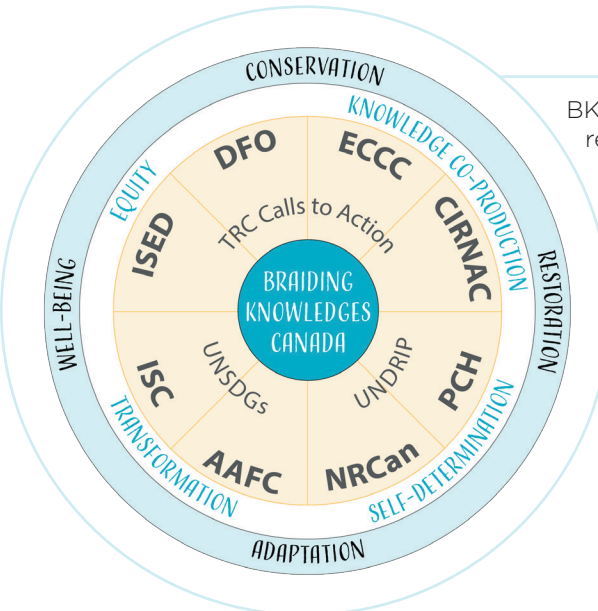 CONSERVATION
KNOWLEDGE CO-PRODUCTION
EQUITY
DFO
ECCC
ISED
CIRNAC
TRC Calls to Action
BRAIDING
KNOWLEDGES
CANADA
WELL-BEING
RESTORATION
ISC
UNSDGs
UNDRIP
PCH
AAFC
NRCan
TRANSFORMATION
SELF-DETERMINATION
ADAPTATION
BK
re